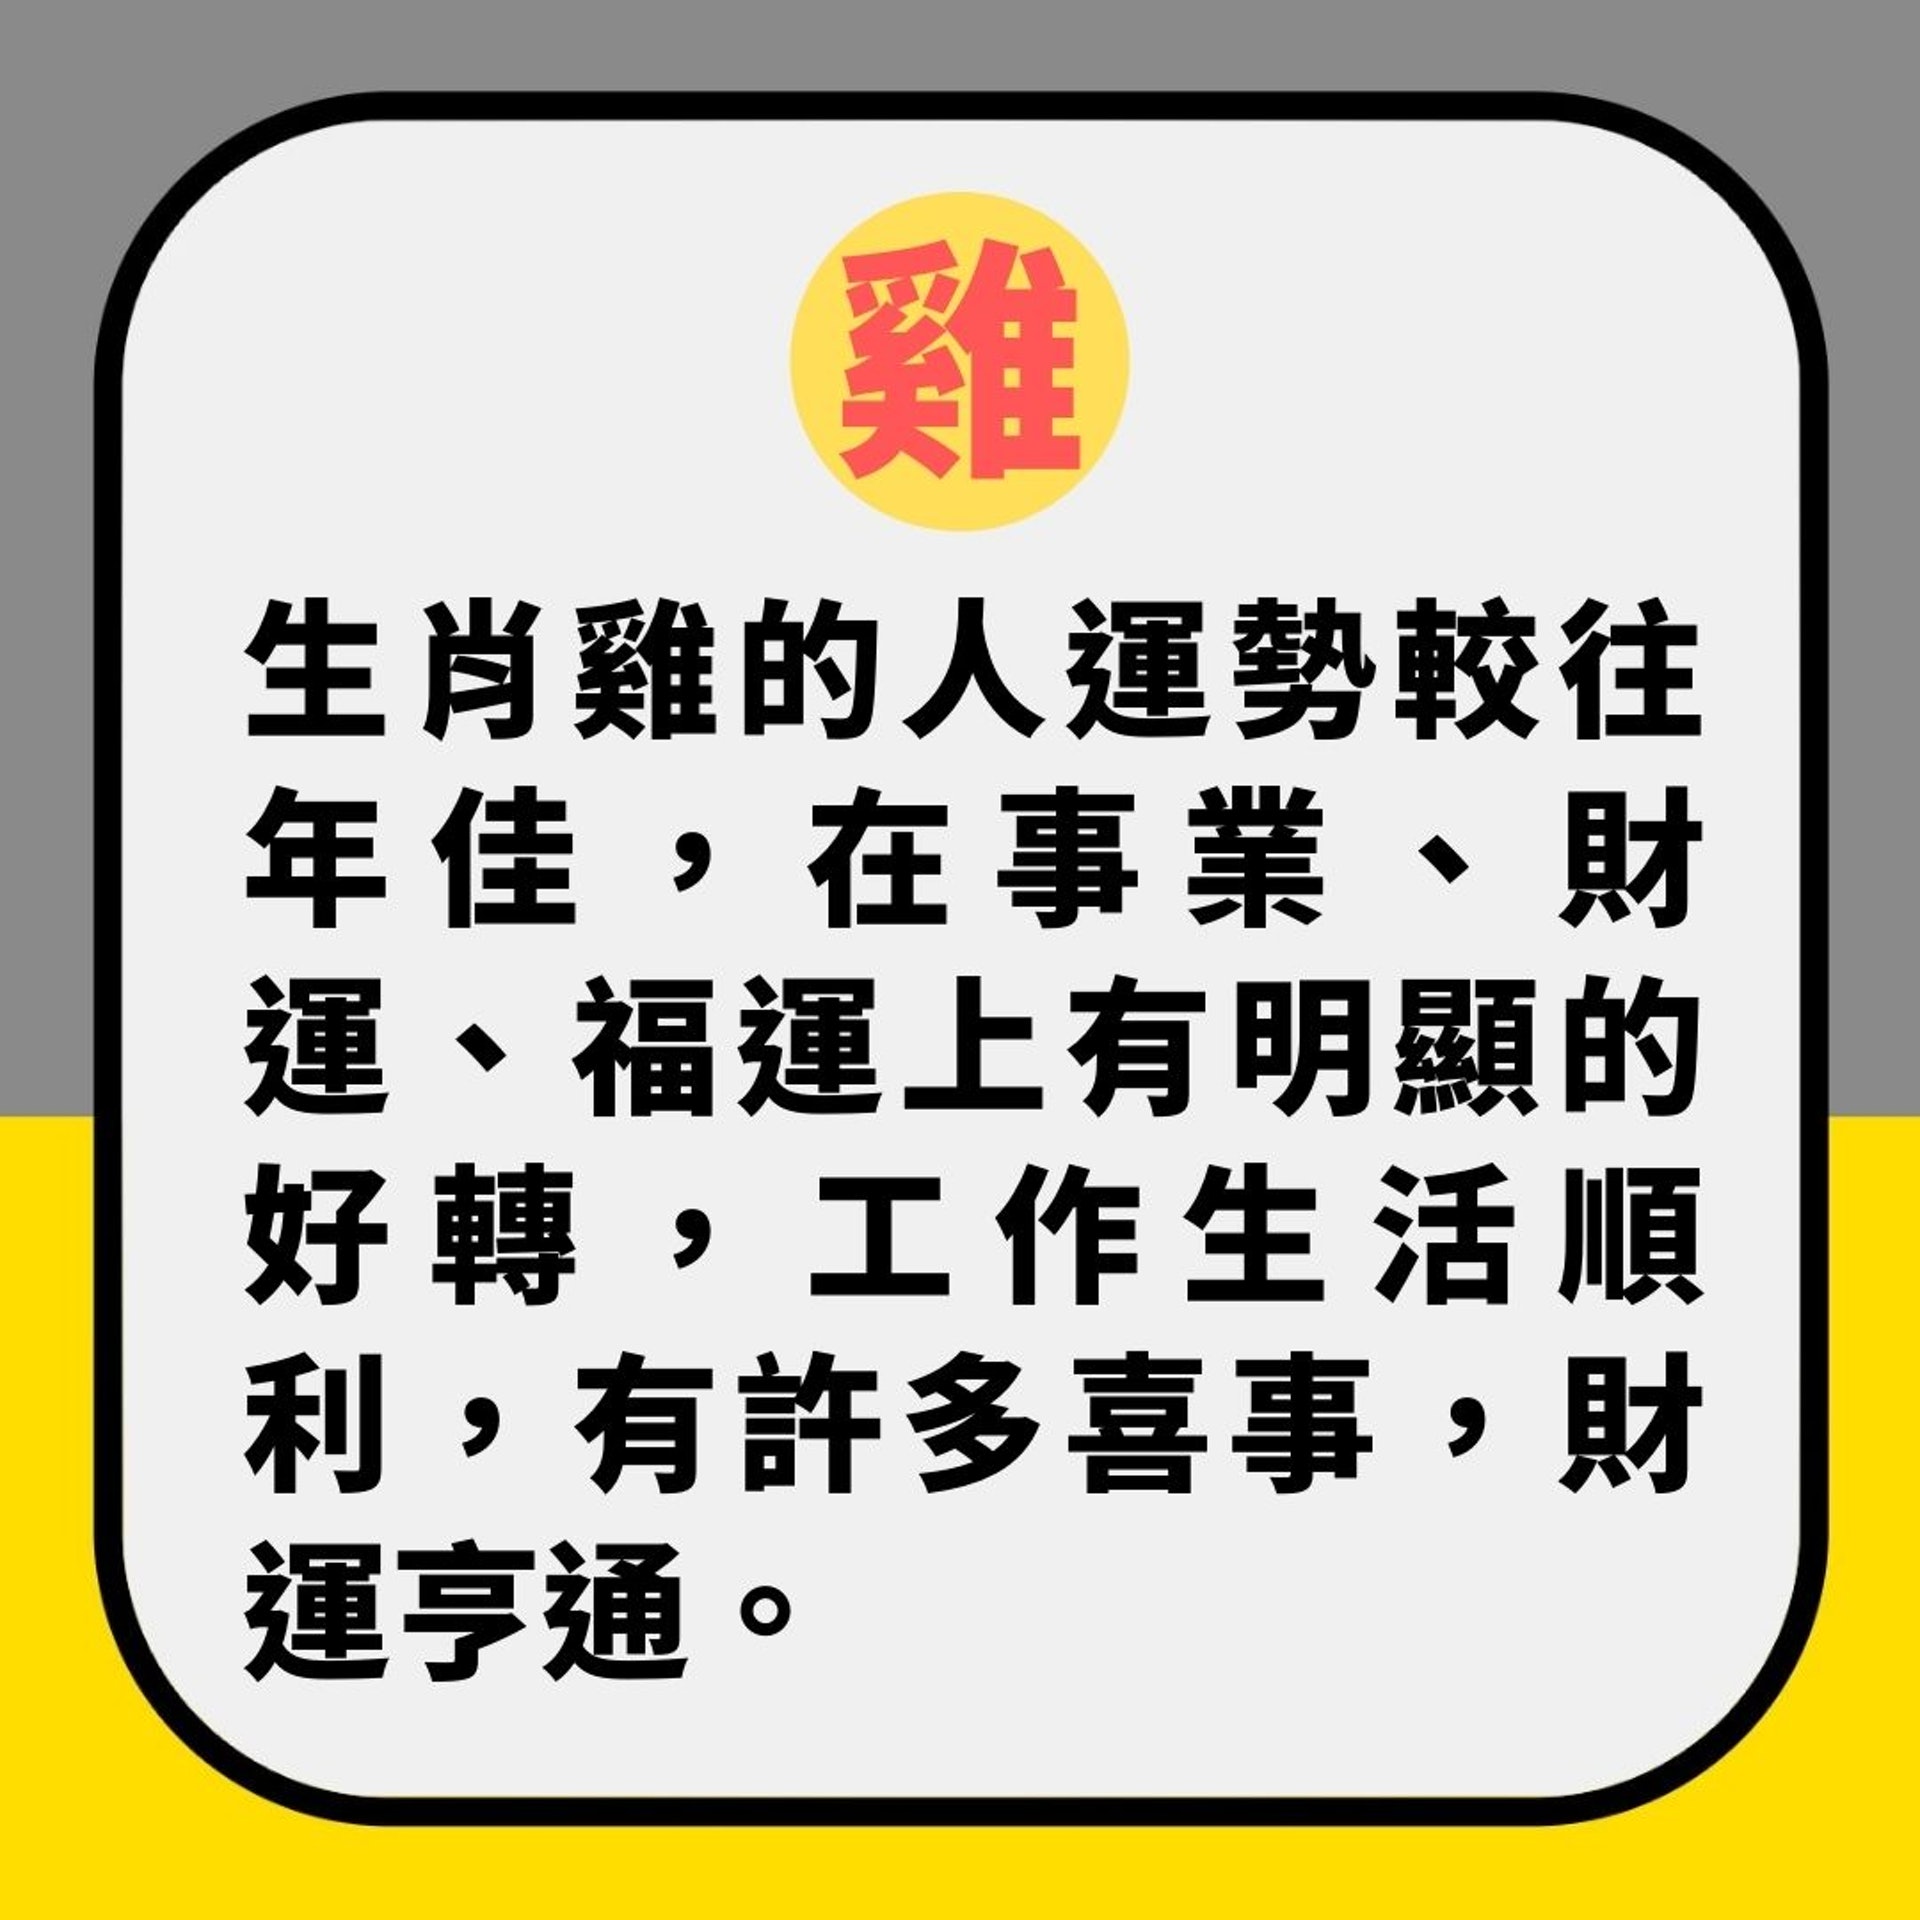 雞
生肖雞的人運勢較往
年佳，在事業、財
運、福運上有明顯的
好轉，工作生活順
利，有許多喜事，財
運亨通。